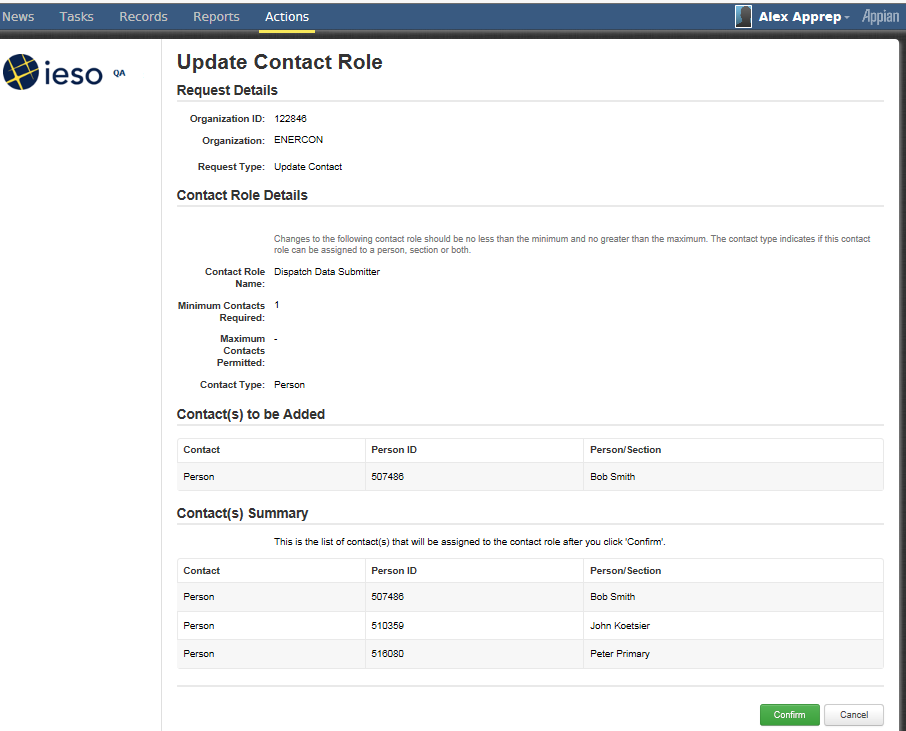 News Tasks Records Reports Actions Alex Apprep Appian
ieso QA
Update Contact Role
Request Details
Organization ID: 122846
Organization: ENERCON
Request Type: Update Contact
Contact Role Details
Changes to the following contact role should be no less than the minimum and no greater than the maximum. The contact type indicates if this contact
role can be assigned to a person, section or both.
Contact Role Dispatch Data Submitter
Name:
Minimum Contacts 1
Required:
Maximum -
Contacts
Permitted:
Contact Type: Person
Contact(s) to be Added
Contact Person ID Person/Section
Person 507486 Bob Smith
Contact(s) Summary
This is the list of contact(s) that will be assigned to the contact role after you click 'Confirm'.
Contact Person ID Person/Section
Person 507486 Bob Smith
Person 510359 John Koetsier
Person 516080 Peter Primary
Confirm Cancel